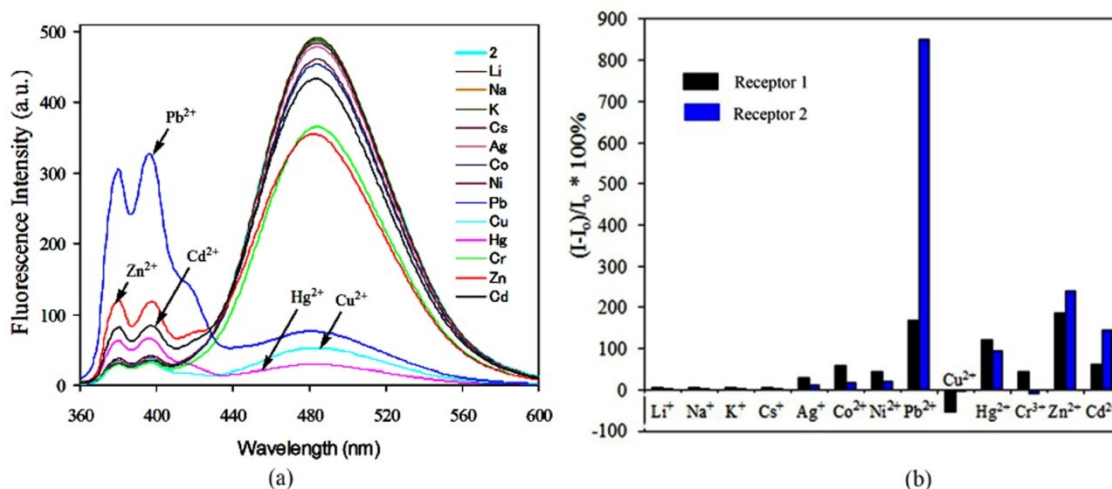 500
400
300
200
100
0
Fluorescence Intensity (a.u.)
360 400 440 480 520 560 600
Wavelength (nm)
Pb2+
Zn2+
Cd2+
Hg2+
Cu2+
2
Li
Na
K
Cs
Ag
Co
Ni
Pb
Cu
Hg
Cr
Zn
Cd
(a)
900
800
700
600
500
400
300
200
100
0
-100
(I-Io)/Io * 100%
Receptor 1
Receptor 2
Li+ Na+ K+ Cs+ Ag+ Co2+ Ni2+ Pb2+ Cu2+ Hg2+ Cr3+ Zn2+ Cd2+
(b)